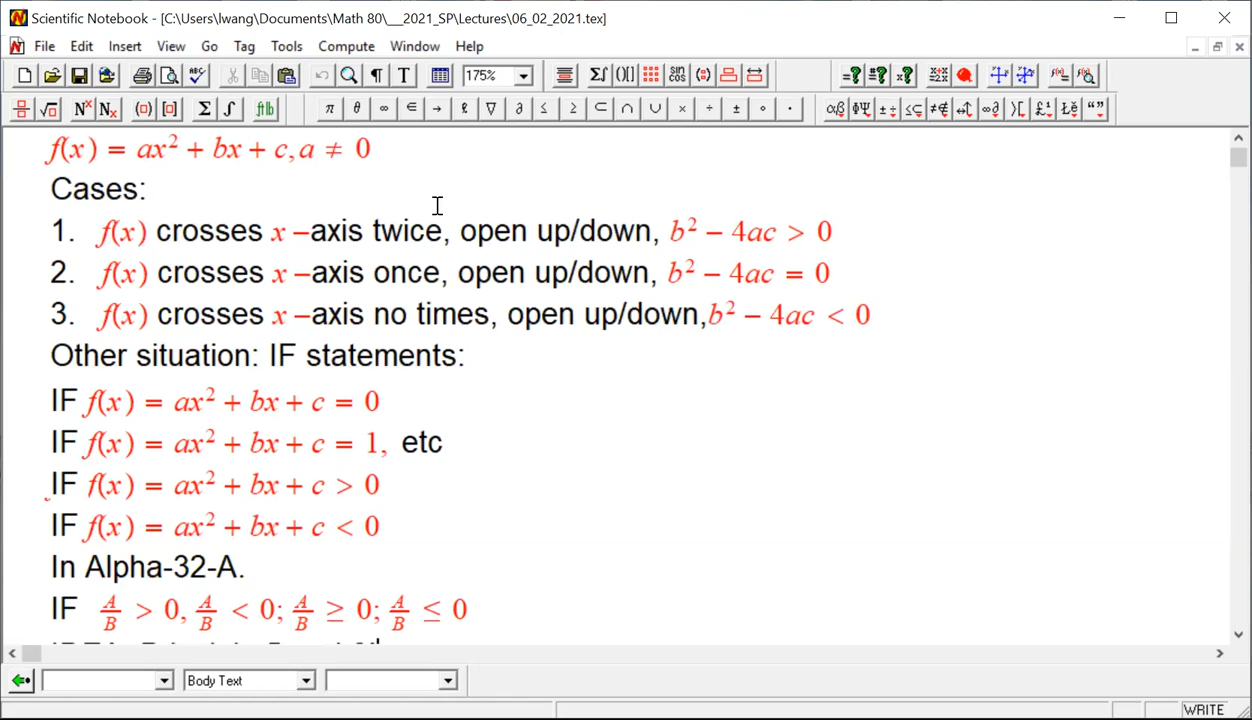 Scientific Notebook - [C:\Users\lwang\Documents\Math 80\__2021_SP\Lectures\06_02_2021.tex]
File Edit Insert View Go Tag Tools Compute Window Help
175%
f(x) = ax² + bx + c, a ≠ 0
Cases:
1. f(x) crosses x –axis twice, open up/down, b² – 4ac > 0
2. f(x) crosses x –axis once, open up/down, b² – 4ac = 0
3. f(x) crosses x –axis no times, open up/down,b² – 4ac < 0
Other situation: IF statements:
IF f(x) = ax² + bx + c = 0
IF f(x) = ax² + bx + c = 1, etc
IF f(x) = ax² + bx + c > 0
IF f(x) = ax² + bx + c < 0
In Alpha-32-A.
IF A/B > 0, A/B < 0; A/B ≥ 0; A/B ≤ 0
Body Text
WRITE